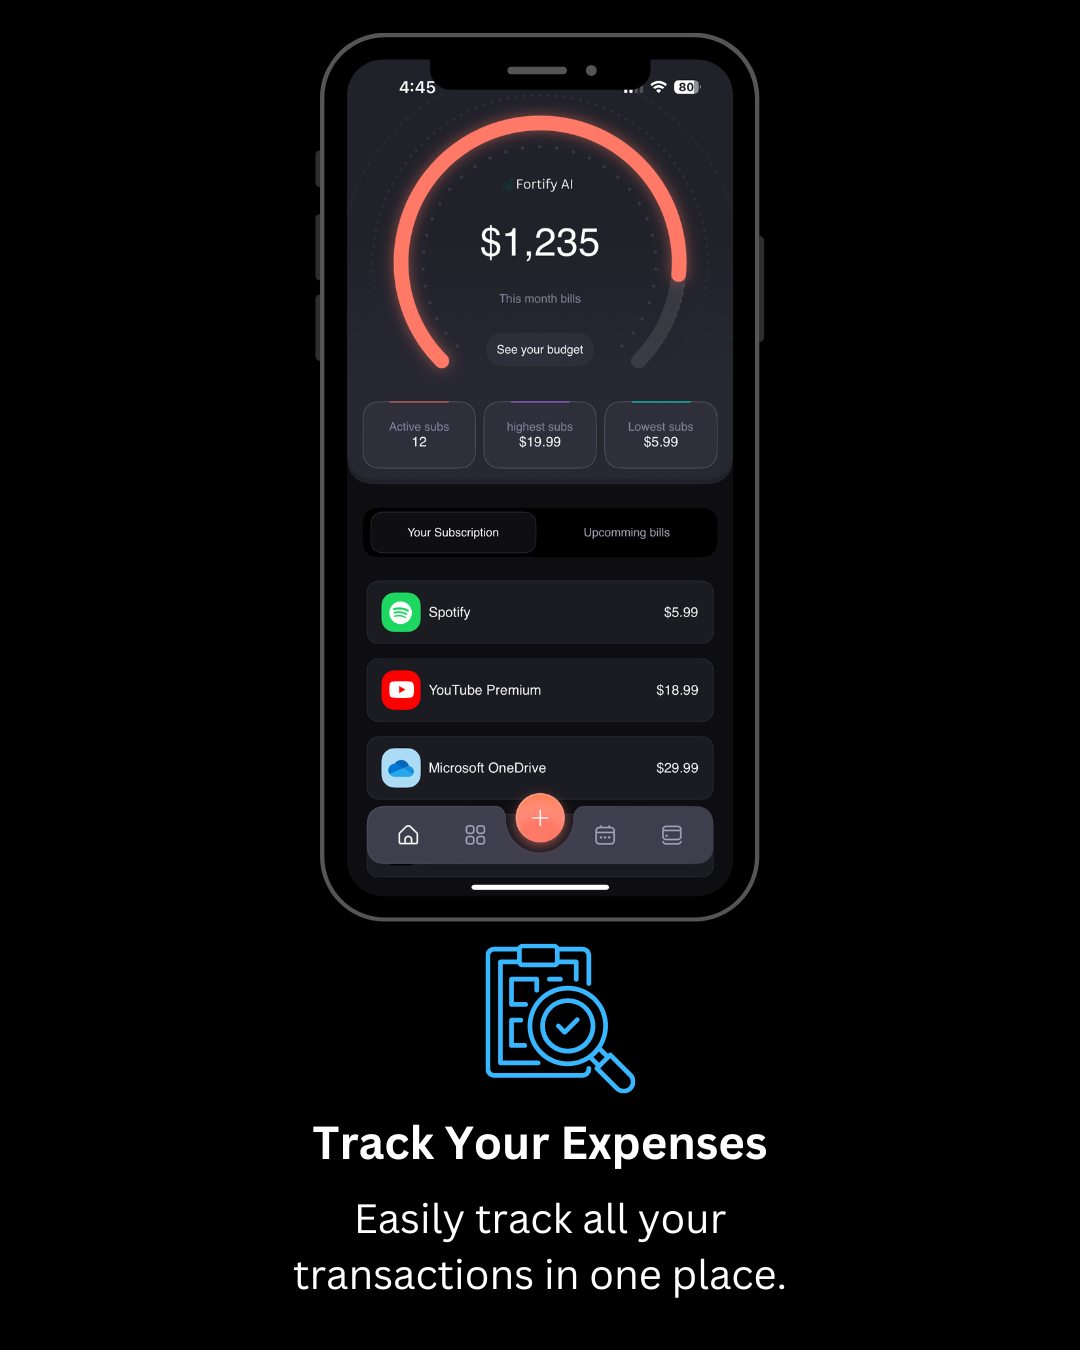 4:45
80
Fortify AI
$1,235
This month bills
See your budget
Active subs
12
highest subs
$19.99
Lowest subs
$5.99
Your Subscription
Upcomming bills
Spotify
$5.99
YouTube Premium
$18.99
Microsoft OneDrive
$29.99
Track Your Expenses
Easily track all your
transactions in one place.